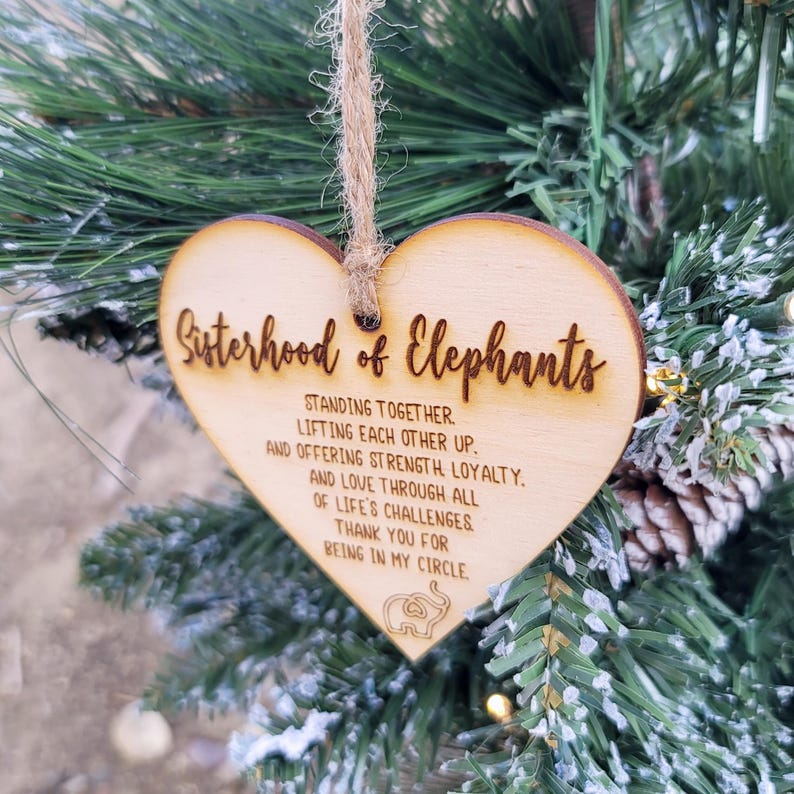 Sisterhood of Elephants
STANDING TOGETHER.
LIFTING EACH OTHER UP.
AND OFFERING STRENGTH, LOYALTY.
AND LOVE THROUGH ALL
OF LIFE'S CHALLENGES.
THANK YOU FOR
BEING IN MY CIRCLE.